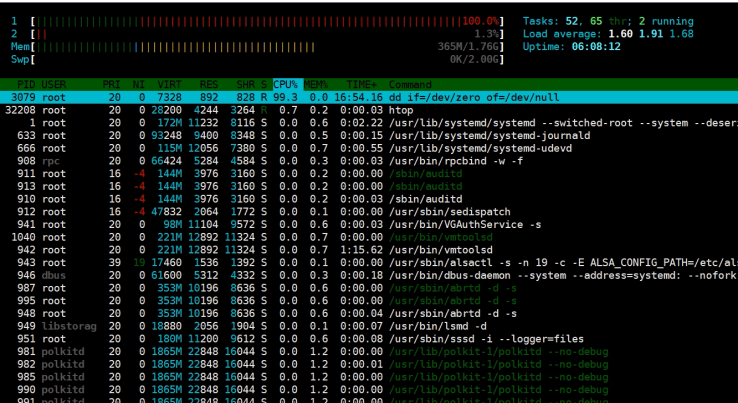 1 [||||||||||||||||||||||||||||||||||||||||||||||||||||||||||||||||||100.0%] Tasks: 52, 65 thr; 2 running
2 [|| 1.3%] Load average: 1.60 1.91 1.68
Mem[||||||||||||||||||||||||||||||||||||||||||||| 365M/1.76G] Uptime: 06:08:12
Swp[ 0K/2.00G]
PID USER PRI NI VIRT RES SHR S CPU% MEM% TIME+ Command
3079 root 20 0 7328 892 828 R 99.3 0.0 16:54.16 dd if=/dev/zero of=/dev/null
32208 root 20 0 28200 4244 3264 R 0.7 0.2 0:00.03 htop
1 root 20 0 172M 11232 8116 S 0.0 0.6 0:02.22 /usr/lib/systemd/systemd --switched-root --system --deseri
633 root 20 0 93248 9400 8348 S 0.0 0.5 0:00.15 /usr/lib/systemd/systemd-journald
666 root 20 0 115M 12056 7380 S 0.0 0.7 0:00.55 /usr/lib/systemd/systemd-udevd
908 rpc 20 0 66424 5284 4584 S 0.0 0.3 0:00.03 /usr/bin/rpcbind -w -f
911 root 16 -4 144M 3976 3160 S 0.0 0.2 0:00.00 /sbin/auditd
913 root 16 -4 144M 3976 3160 S 0.0 0.2 0:00.00 /sbin/auditd
910 root 16 -4 144M 3976 3160 S 0.0 0.2 0:00.03 /sbin/auditd
912 root 16 -4 47832 2064 1772 S 0.0 0.1 0:00.03 /usr/sbin/sedispatch
941 root 20 0 98M 11104 9572 S 0.0 0.6 0:00.03 /usr/bin/VGAuthService -s
1040 root 20 0 221M 12892 11324 S 0.0 0.7 0:00.00 /usr/bin/vmtoolsd
942 root 20 0 221M 12892 11324 S 0.0 0.7 1:15.62 /usr/bin/vmtoolsd
943 root 39 19 17460 1536 1392 S 0.0 0.1 0:00.00 /usr/sbin/alsactl -s -n 19 -c -E ALSA_CONFIG_PATH=/etc/als
946 dbus 20 0 61600 5312 4332 S 0.0 0.3 0:00.18 /usr/bin/dbus-daemon --system --address=systemd: --nofork
987 root 20 0 353M 10196 8636 S 0.0 0.6 0:00.00 /usr/sbin/abrtd -d -s
995 root 20 0 353M 10196 8636 S 0.0 0.6 0:00.00 /usr/sbin/abrtd -d -s
948 root 20 0 353M 10196 8636 S 0.0 0.6 0:00.04 /usr/sbin/abrtd -d -s
949 libstorag 20 0 18880 2056 1904 S 0.0 0.1 0:00.07 /usr/bin/lsmd -d
951 root 20 0 180M 11200 9612 S 0.0 0.6 0:00.08 /usr/sbin/sssd -i --logger=files
981 polkitd 20 0 1865M 22848 16044 S 0.0 1.2 0:00.00 /usr/lib/polkit-1/polkitd --no-debug
982 polkitd 20 0 1865M 22848 16044 S 0.0 1.2 0:00.01 /usr/lib/polkit-1/polkitd --no-debug
985 polkitd 20 0 1865M 22848 16044 S 0.0 1.2 0:00.00 /usr/lib/polkit-1/polkitd --no-debug
990 polkitd 20 0 1865M 22848 16044 S 0.0 1.2 0:00.00 /usr/lib/polkit-1/polkitd --no-debug
991 polkitd 20 0 1865M 22848 16044 S 0.0 1.2 0:00.00 /usr/lib/polkit-1/polkitd --no-debug